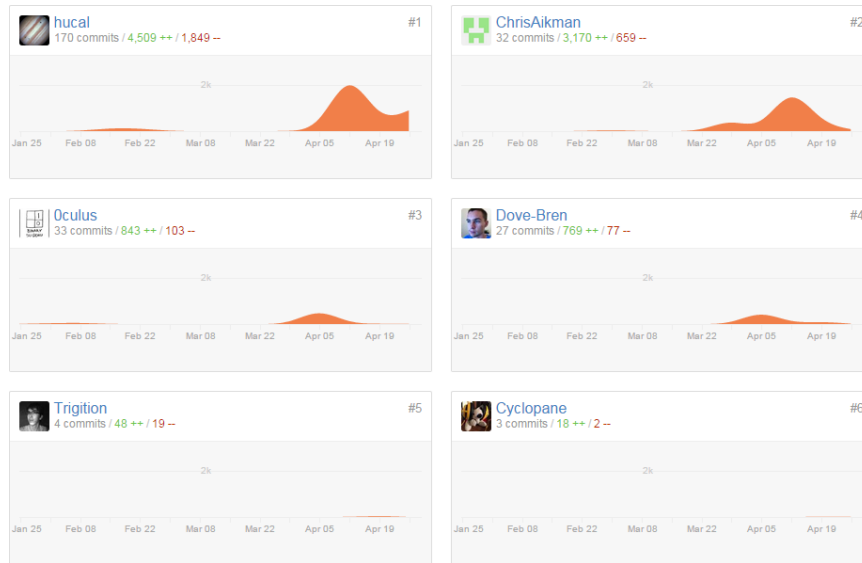 hucal #1
170 commits / 4,509 ++ / 1,849 --
2k
Jan 25 Feb 08 Feb 22 Mar 08 Mar 22 Apr 05 Apr 19
ChrisAikman #2
32 commits / 3,170 ++ / 659 --
2k
Jan 25 Feb 08 Feb 22 Mar 08 Mar 22 Apr 05 Apr 19
0culus #3
33 commits / 843 ++ / 103 --
2k
Jan 25 Feb 08 Feb 22 Mar 08 Mar 22 Apr 05 Apr 19
Dove-Bren #4
27 commits / 769 ++ / 77 --
2k
Jan 25 Feb 08 Feb 22 Mar 08 Mar 22 Apr 05 Apr 19
Trigition #5
4 commits / 48 ++ / 19 --
2k
Jan 25 Feb 08 Feb 22 Mar 08 Mar 22 Apr 05 Apr 19
Cyclopane #6
3 commits / 18 ++ / 2 --
2k
Jan 25 Feb 08 Feb 22 Mar 08 Mar 22 Apr 05 Apr 19